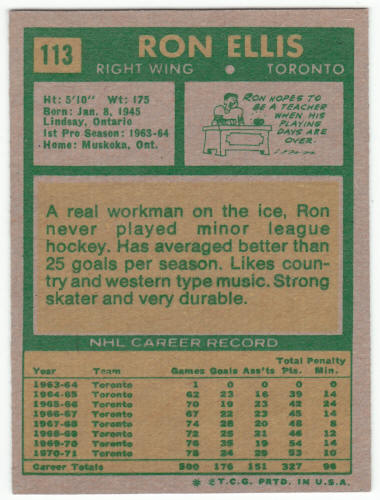 113
RON ELLIS
RIGHT WING • TORONTO
Ht: 5'10" Wt: 175
Born: Jan. 8, 1945
Lindsay, Ontario
1st Pro Season: 1963-64
Home: Muskoka, Ont.
RON HOPES TO
BE A TEACHER
WHEN HIS
PLAYING
DAYS ARE
OVER.
A real workman on the ice, Ron
never played minor league
hockey. Has averaged better than
25 goals per season. Likes coun-
try and western type music. Strong
skater and very durable.
NHL CAREER RECORD
Total Penalty
Year Team Games Goals Ass'ts Pts. Min.
1963-64 Toronto 1 0 0 0 0
1964-65 Toronto 62 23 16 39 14
1965-66 Toronto 70 19 23 42 24
1966-67 Toronto 67 22 23 45 14
1967-68 Toronto 74 28 20 48 8
1968-69 Toronto 72 25 21 46 12
1969-70 Toronto 76 35 19 54 14
1970-71 Toronto 78 24 29 53 10
Career Totals 500 176 151 327 96
* © T.C.G. PRTD. IN U.S.A.